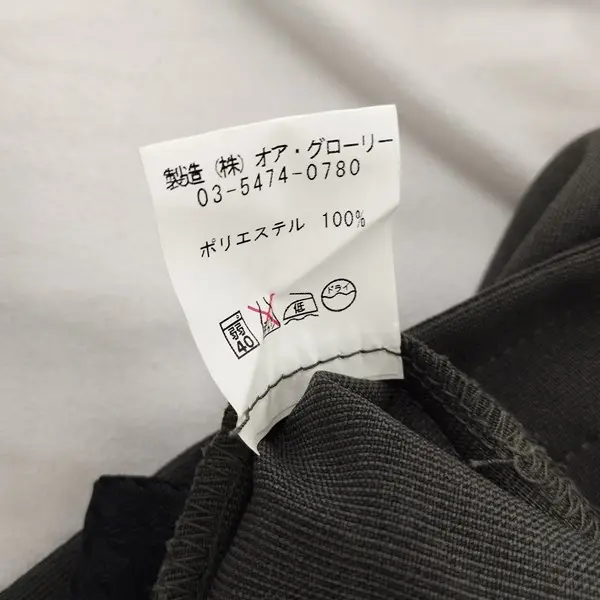 製造 (株) オア・グローリー
03-5474-0780
ポリエステル 100%
弱 40 低 ドライ